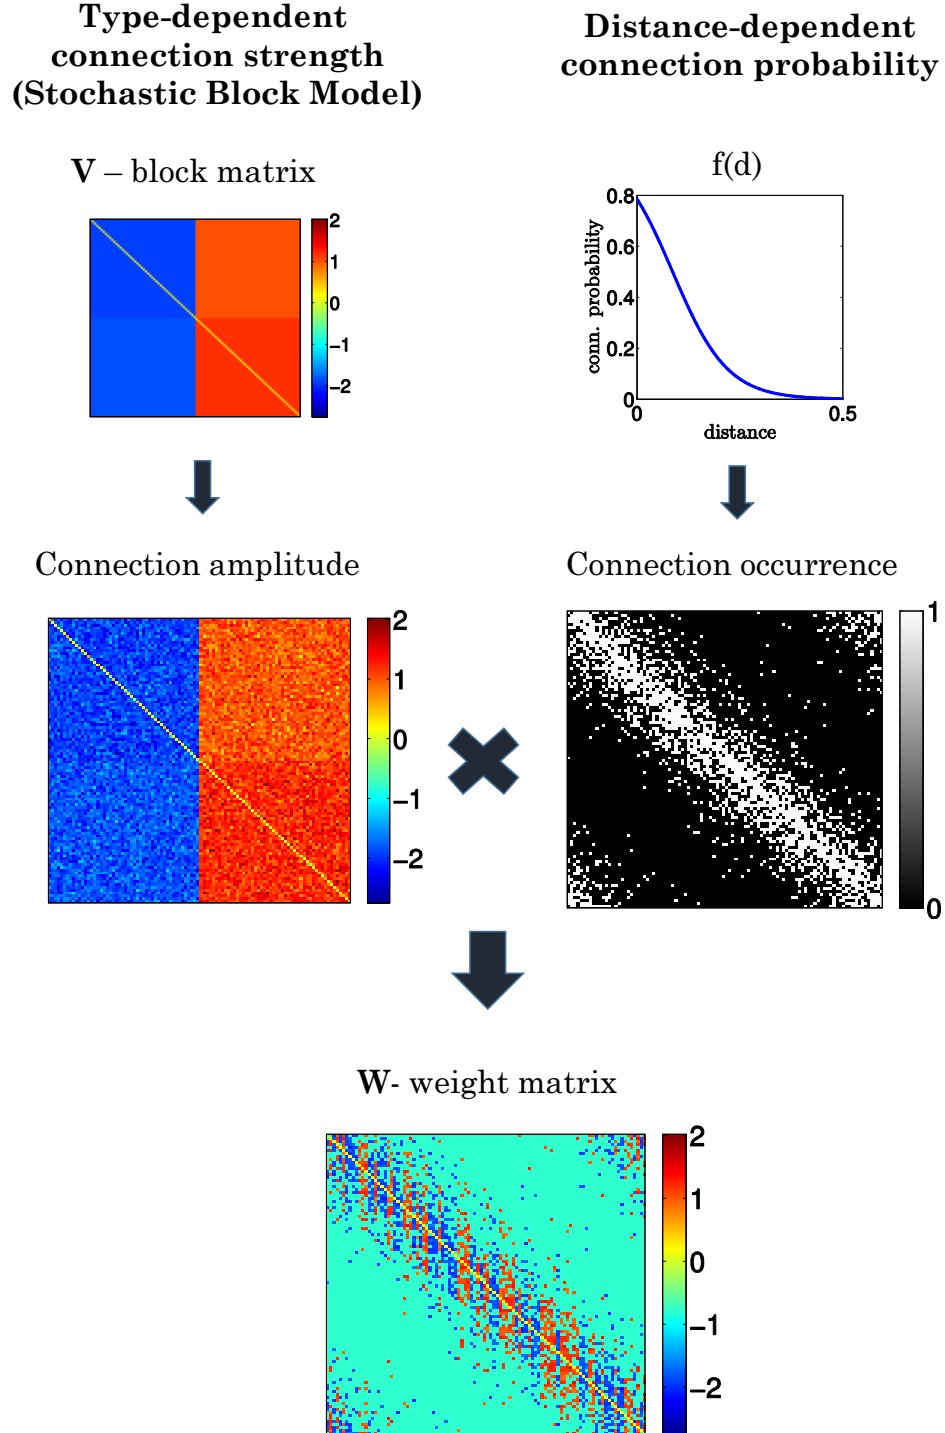 Type-dependent
connection strength
(Stochastic Block Model)
Distance-dependent
connection probability
V – block matrix
2
1
0
−1
−2
f(d)
0.8
0.6
0.4
0.2
0
0
0.5
conn. probability
distance
Connection amplitude
2
1
0
−1
−2
Connection occurrence
1
0
W- weight matrix
2
1
0
−1
−2